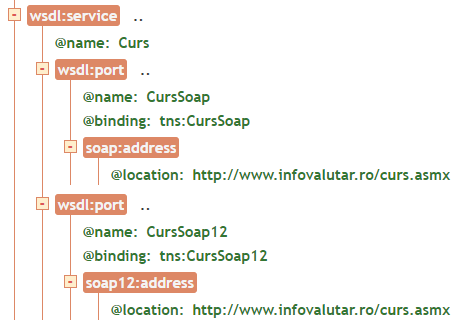 wsdl:service ..
@name: Curs
wsdl:port ..
@name: CursSoap
@binding: tns:CursSoap
soap:address
@location: http://www.infovalutar.ro/curs.asmx
wsdl:port ..
@name: CursSoap12
@binding: tns:CursSoap12
soap12:address
@location: http://www.infovalutar.ro/curs.asmx